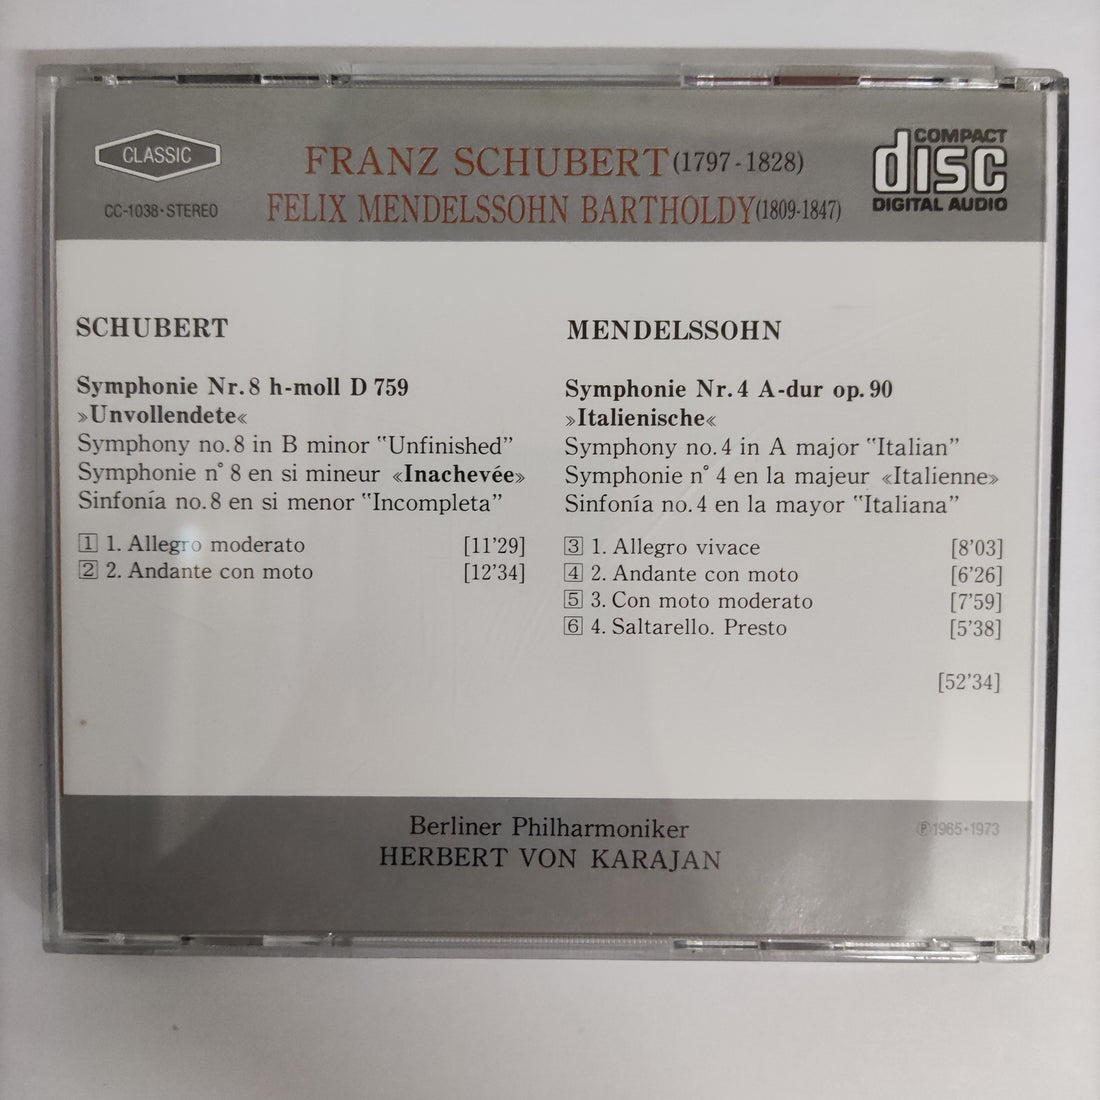 CLASSIC
CC-1038·STEREO
FRANZ SCHUBERT(1797-1828)
FELIX MENDELSSOHN BARTHOLDY(1809-1847)
COMPACT
disc
DIGITAL AUDIO
SCHUBERT
Symphonie Nr. 8 h-moll D 759
»Unvollendete«
Symphony no. 8 in B minor "Unfinished"
Symphonie n° 8 en si mineur «Inachevée»
Sinfonía no. 8 en si menor "Incompleta"
1 1. Allegro moderato [11'29]
2 2. Andante con moto [12'34]
MENDELSSOHN
Symphonie Nr. 4 A-dur op. 90
»Italienische«
Symphony no. 4 in A major "Italian"
Symphonie n° 4 en la majeur «Italienne»
Sinfonía no. 4 en la mayor "Italiana"
3 1. Allegro vivace [8'03]
4 2. Andante con moto [6'26]
5 3. Con moto moderato [7'59]
6 4. Saltarello. Presto [5'38]
[52'34]
Berliner Philharmoniker
HERBERT VON KARAJAN
℗1965·1973